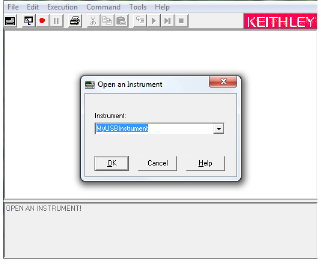 File Edit Execution Command Tools Help
KEITHLEY
Open an Instrument
Instrument:
MyUSBInstrument
OK Cancel Help
OPEN AN INSTRUMENT!